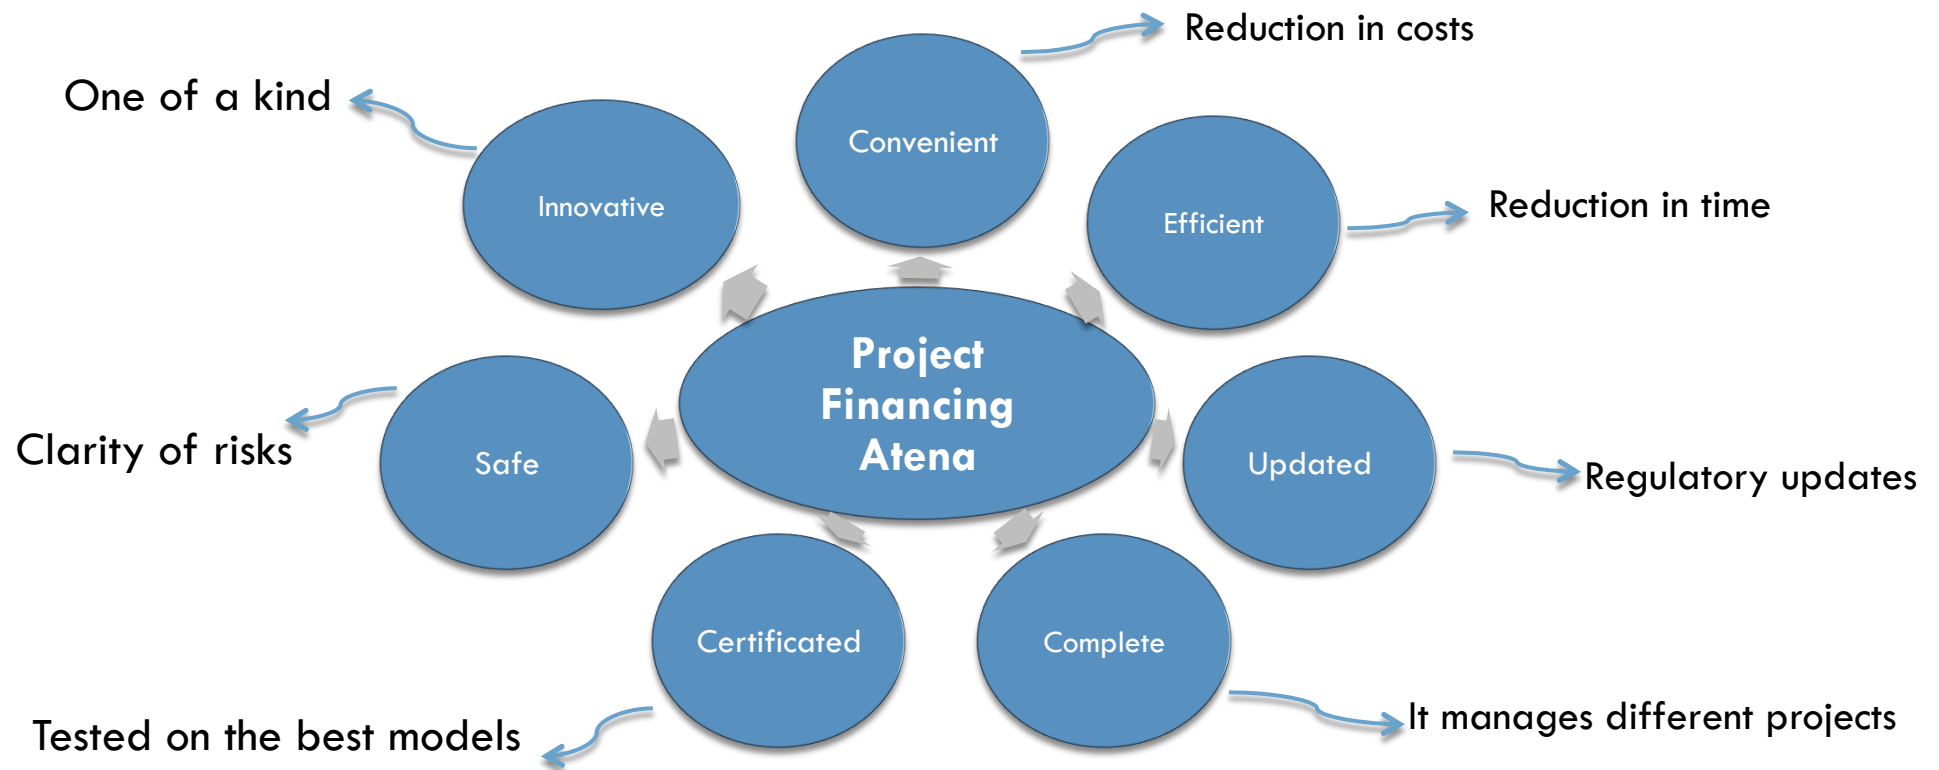 Reduction in costs
One of a kind
Convenient
Innovative
Efficient
Reduction in time
Project
Financing
Atena
Clarity of risks
Safe
Updated
Regulatory updates
Certificated
Complete
Tested on the best models
It manages different projects